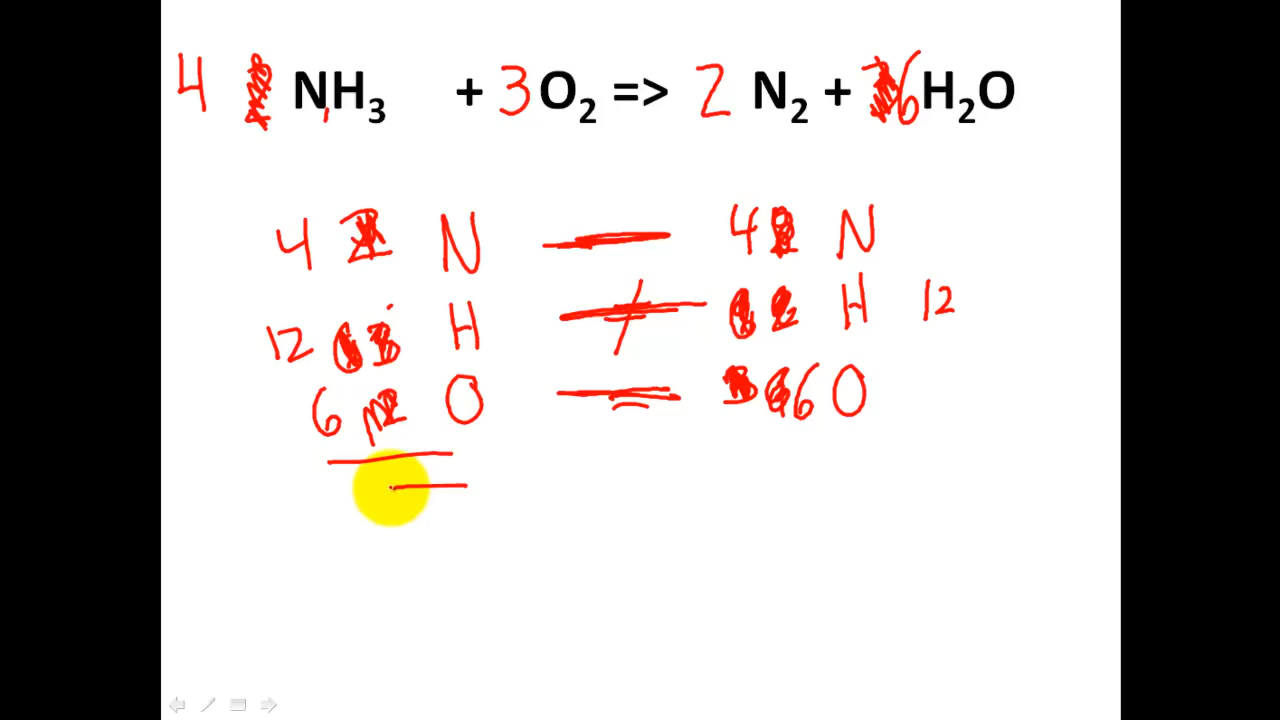 4 NH₃ + 3 O₂ => 2 N₂ + 6 H₂O
4 N 4 N
12 H H 12
6 O 6 O